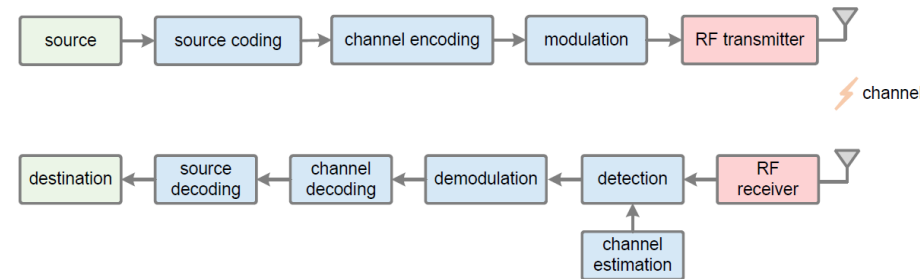 source
source coding
channel encoding
modulation
RF transmitter
channel
destination
source
decoding
channel
decoding
demodulation
detection
RF
receiver
channel
estimation